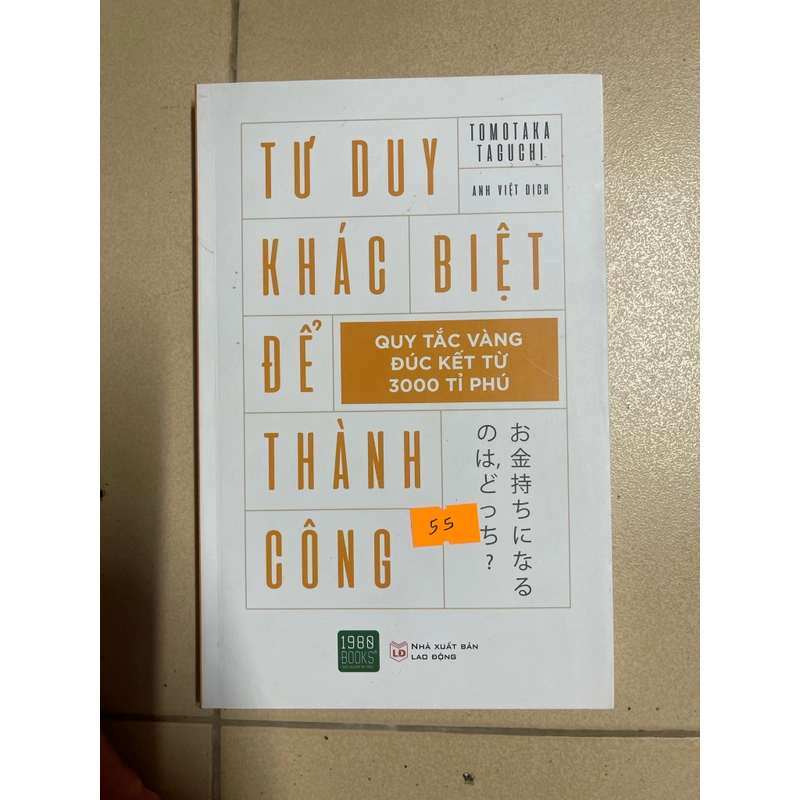 TƯ DUY
TOMOTAKA
TAGUCHI
ANH VIỆT DỊCH
KHÁC BIỆT
ĐỂ
QUY TẮC VÀNG
ĐÚC KẾT TỪ
3000 TỈ PHÚ
THÀNH
CÔNG
お金持ちになる
のは,どっち?
55
1980
BOOKS
NHÀ XUẤT BẢN
LAO ĐỘNG
LĐ